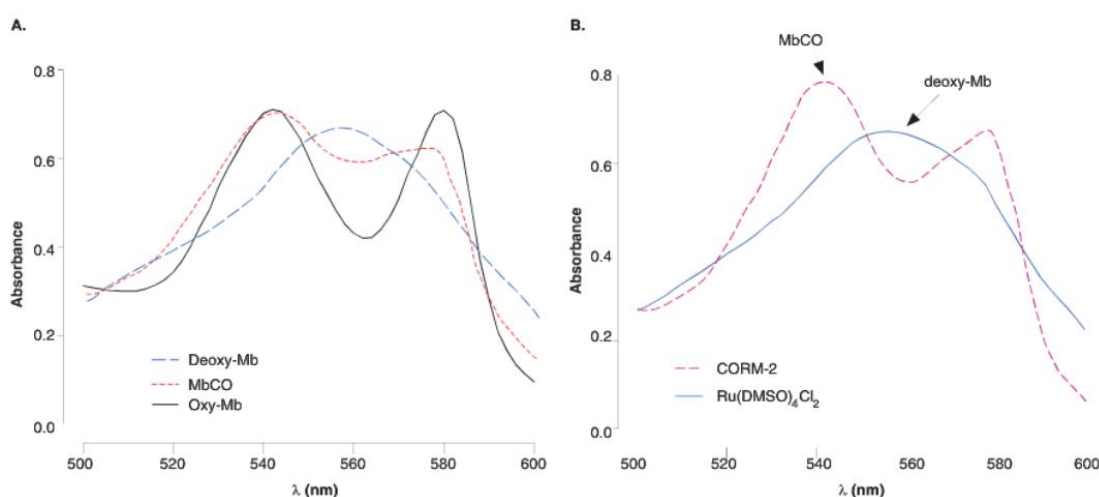 A.
0.8
0.6
0.4
0.2
0.0
Absorbance
Deoxy-Mb
MbCO
Oxy-Mb
500 520 540 560 580 600
λ (nm)
B.
MbCO
deoxy-Mb
0.8
0.6
0.4
0.2
0.0
Absorbance
CORM-2
Ru(DMSO)₄Cl₂
500 520 540 560 580 600
λ (nm)